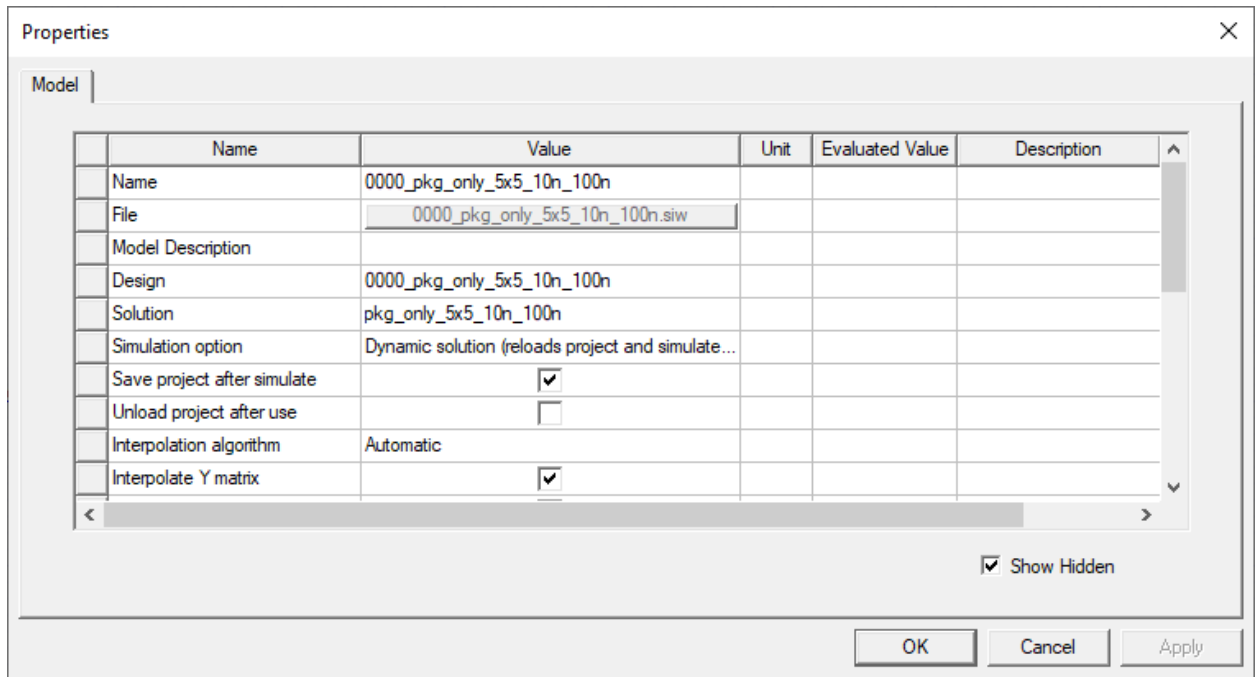 Properties
Model
Name Value Unit Evaluated Value Description
Name 0000_pkg_only_5x5_10n_100n
File 0000_pkg_only_5x5_10n_100n.siw
Model Description
Design 0000_pkg_only_5x5_10n_100n
Solution pkg_only_5x5_10n_100n
Simulation option Dynamic solution (reloads project and simulate...
Save project after simulate
Unload project after use
Interpolation algorithm Automatic
Interpolate Y matrix
Show Hidden
OK Cancel Apply